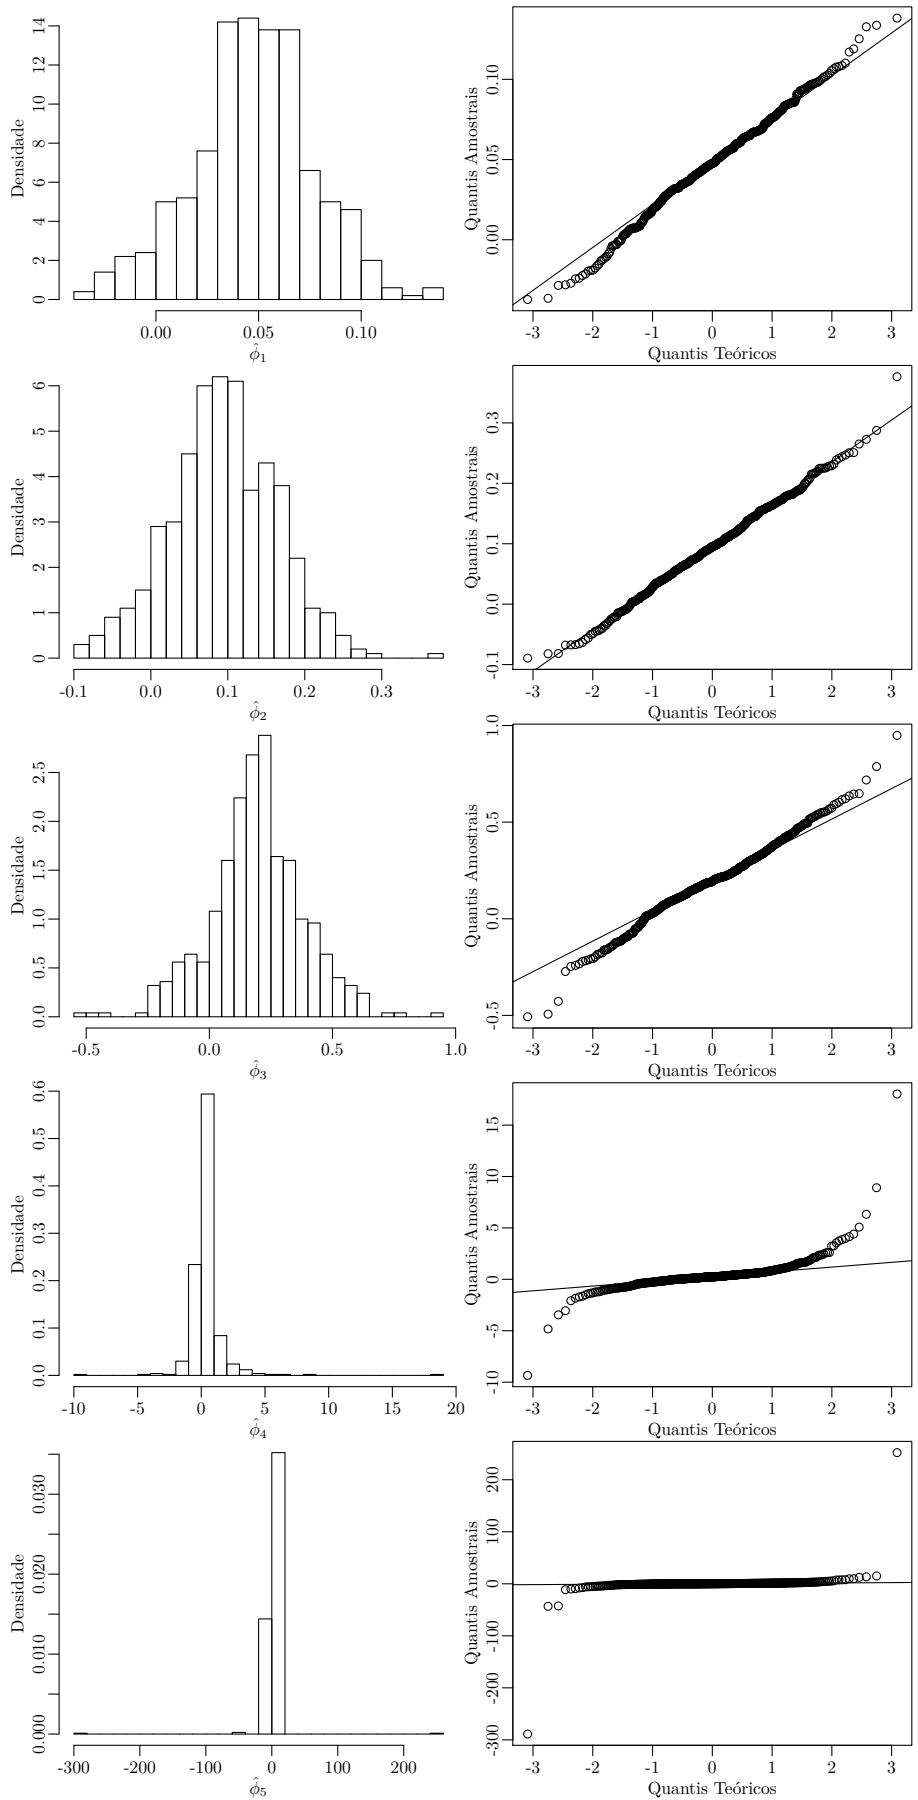 Densidade
0 2 4 6 8 10 12 14
0.00 0.05 0.10
ϕ̂1
Quantis Amostrais
0.00 0.05 0.10
-3 -2 -1 0 1 2 3
Quantis Teóricos
Densidade
0 1 2 3 4 5 6
-0.1 0.0 0.1 0.2 0.3
ϕ̂2
Quantis Amostrais
-0.1 0.0 0.1 0.2 0.3
-3 -2 -1 0 1 2 3
Quantis Teóricos
Densidade
0.0 0.5 1.0 1.5 2.0 2.5
-0.5 0.0 0.5 1.0
ϕ̂3
Quantis Amostrais
-0.5 0.0 0.5 1.0
-3 -2 -1 0 1 2 3
Quantis Teóricos
Densidade
0.0 0.1 0.2 0.3 0.4 0.5 0.6
-10 -5 0 5 10 15 20
ϕ̂4
Quantis Amostrais
-10 -5 0 5 10 15
-3 -2 -1 0 1 2 3
Quantis Teóricos
Densidade
0.000 0.010 0.020 0.030
-300 -200 -100 0 100 200
ϕ̂5
Quantis Amostrais
-300 -200 -100 0 100 200
-3 -2 -1 0 1 2 3
Quantis Teóricos